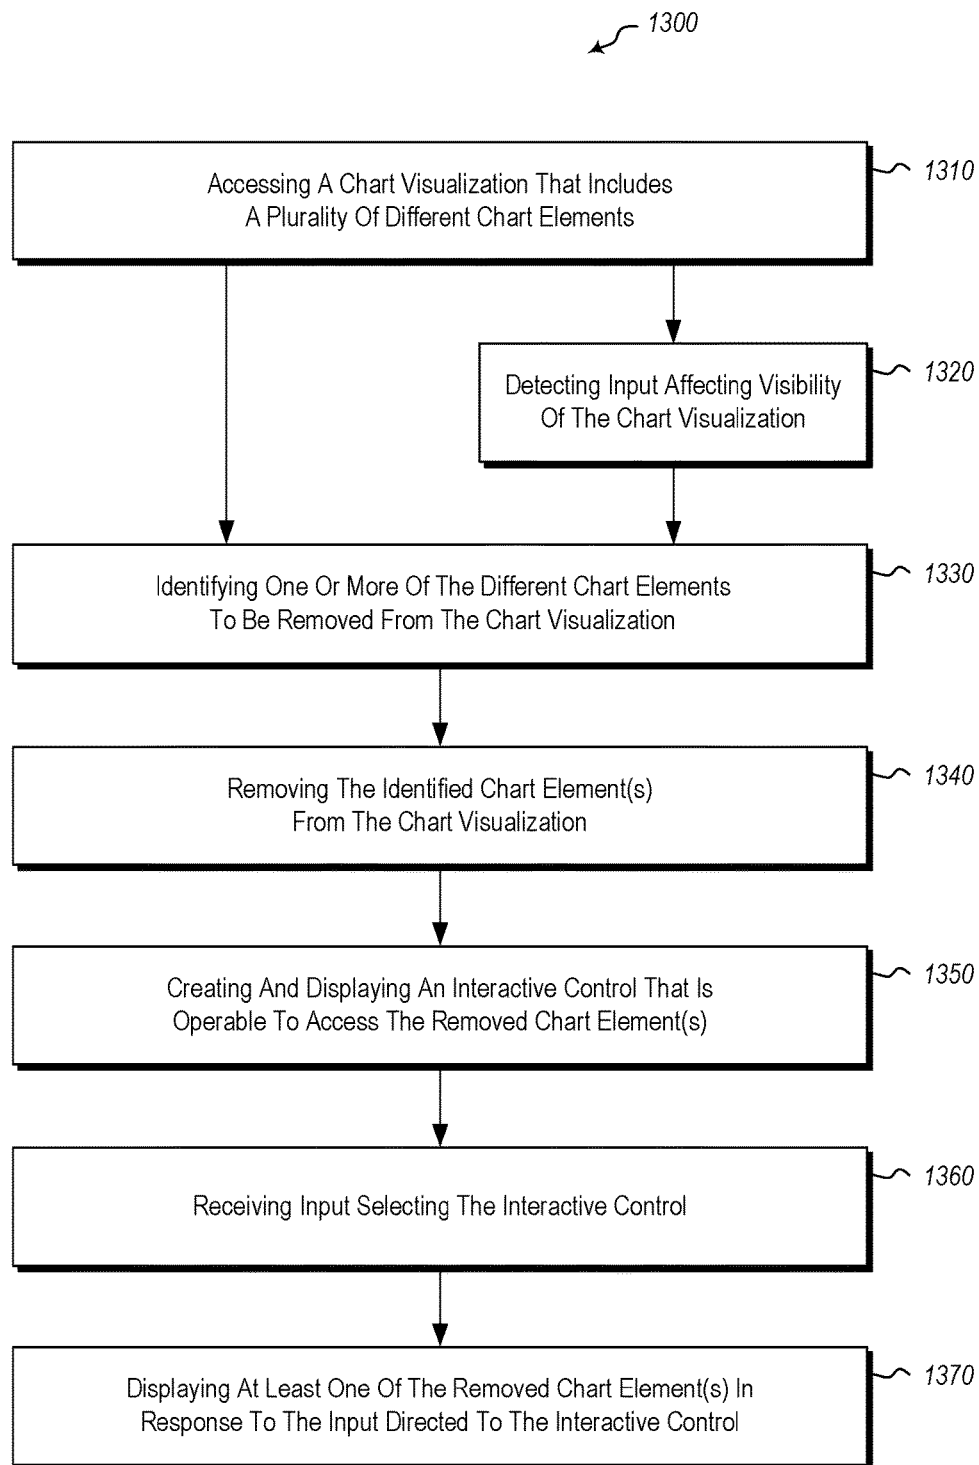 1300
Accessing A Chart Visualization That Includes
A Plurality Of Different Chart Elements
1310
Detecting Input Affecting Visibility
Of The Chart Visualization
1320
Identifying One Or More Of The Different Chart Elements
To Be Removed From The Chart Visualization
1330
Removing The Identified Chart Element(s)
From The Chart Visualization
1340
Creating And Displaying An Interactive Control That Is
Operable To Access The Removed Chart Element(s)
1350
Receiving Input Selecting The Interactive Control
1360
Displaying At Least One Of The Removed Chart Element(s) In
Response To The Input Directed To The Interactive Control
1370